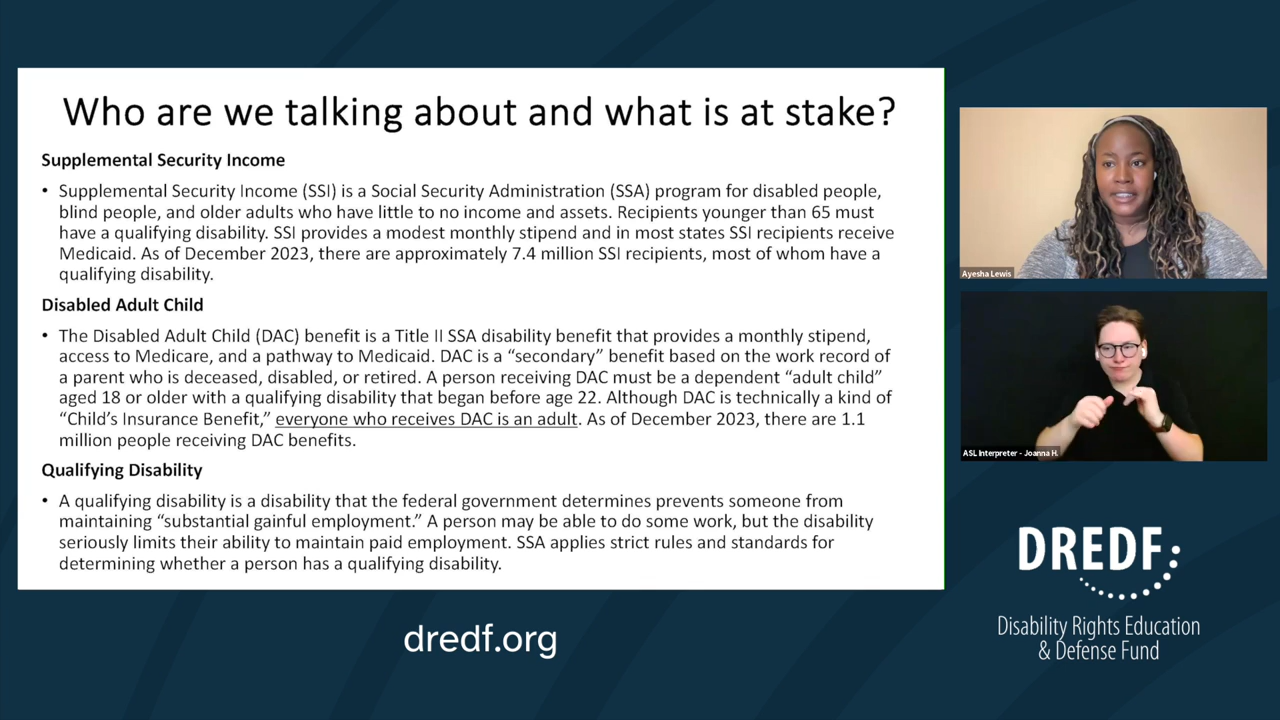 Who are we talking about and what is at stake?
Supplemental Security Income
• Supplemental Security Income (SSI) is a Social Security Administration (SSA) program for disabled people,
blind people, and older adults who have little to no income and assets. Recipients younger than 65 must
have a qualifying disability. SSI provides a modest monthly stipend and in most states SSI recipients receive
Medicaid. As of December 2023, there are approximately 7.4 million SSI recipients, most of whom have a
qualifying disability.
Disabled Adult Child
• The Disabled Adult Child (DAC) benefit is a Title II SSA disability benefit that provides a monthly stipend,
access to Medicare, and a pathway to Medicaid. DAC is a “secondary” benefit based on the work record of
a parent who is deceased, disabled, or retired. A person receiving DAC must be a dependent “adult child”
aged 18 or older with a qualifying disability that began before age 22. Although DAC is technically a kind of
“Child’s Insurance Benefit,” everyone who receives DAC is an adult. As of December 2023, there are 1.1
million people receiving DAC benefits.
Qualifying Disability
• A qualifying disability is a disability that the federal government determines prevents someone from
maintaining “substantial gainful employment.” A person may be able to do some work, but the disability
seriously limits their ability to maintain paid employment. SSA applies strict rules and standards for
determining whether a person has a qualifying disability.
dredf.org
Ayesha Lewis
ASL Interpreter - Joanna H.
DREDF
Disability Rights Education
& Defense Fund